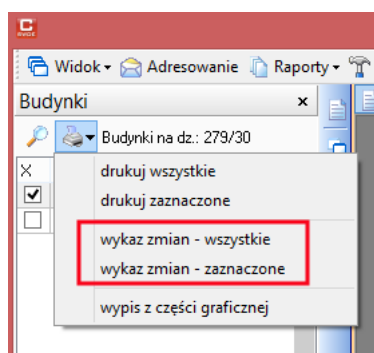 Widok Adresowanie Raporty
Budynki x
Budynki na dz.: 279/30
X
drukuj wszystkie
drukuj zaznaczone
wykaz zmian - wszystkie
wykaz zmian - zaznaczone
wypis z części graficznej